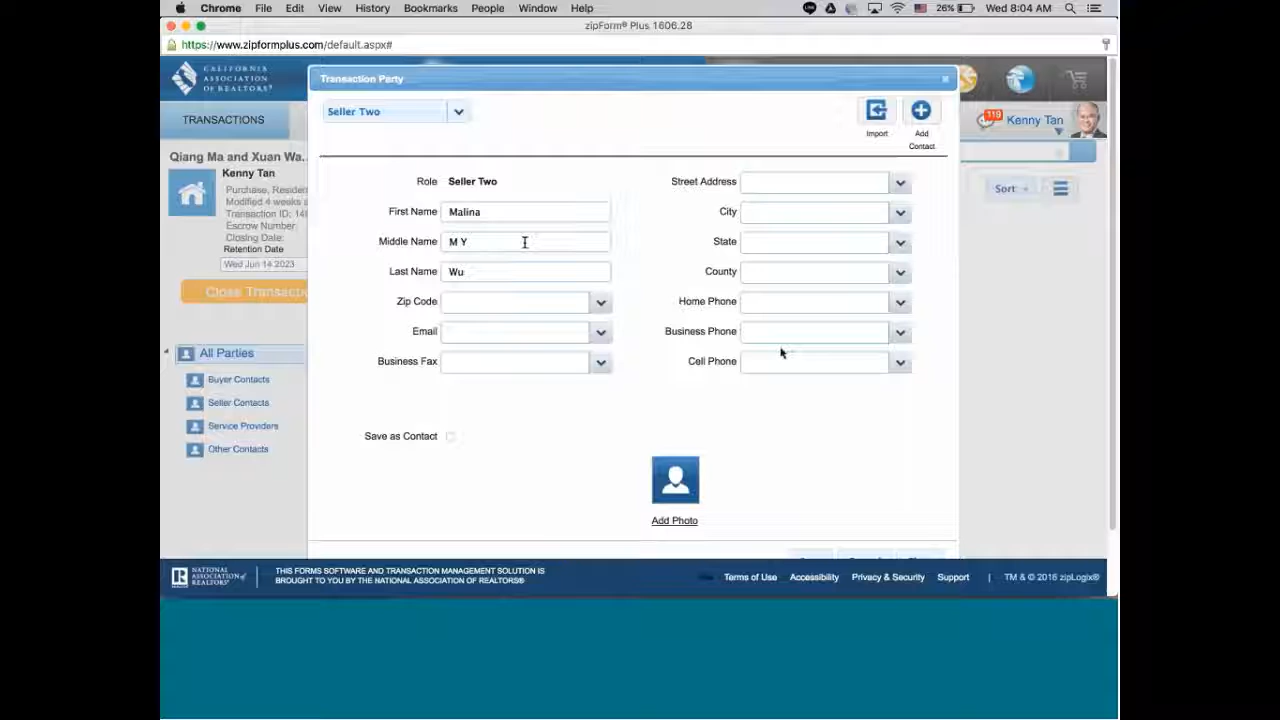 Chrome File Edit View History Bookmarks People Window Help 26% Wed 8:04 AM
zipForm® Plus 1606.28
https://www.zipformplus.com/default.aspx#
CALIFORNIA
ASSOCIATION
OF REALTORS®
Transaction Party
Seller Two
Import
Add
Contact
TRANSACTIONS
119
Kenny Tan
Qiang Ma and Xuan Wa...
Kenny Tan
Purchase, Residen
Modified 4 weeks a
Transaction ID: 149
Escrow Number:
Closing Date:
Retention Date
Wed Jun 14 2023
Close Transactio
Sort:
Role Seller Two
First Name Malina
Middle Name M Y
Last Name Wu
Zip Code
Email
Business Fax
Street Address
City
State
County
Home Phone
Business Phone
Cell Phone
All Parties
Buyer Contacts
Seller Contacts
Service Providers
Other Contacts
Save as Contact
Add Photo
NATIONAL
ASSOCIATION of
REALTORS®
THIS FORMS SOFTWARE AND TRANSACTION MANAGEMENT SOLUTION IS
BROUGHT TO YOU BY THE NATIONAL ASSOCIATION OF REALTORS®
Terms of Use Accessibility Privacy & Security Support | TM & © 2016 zipLogix®